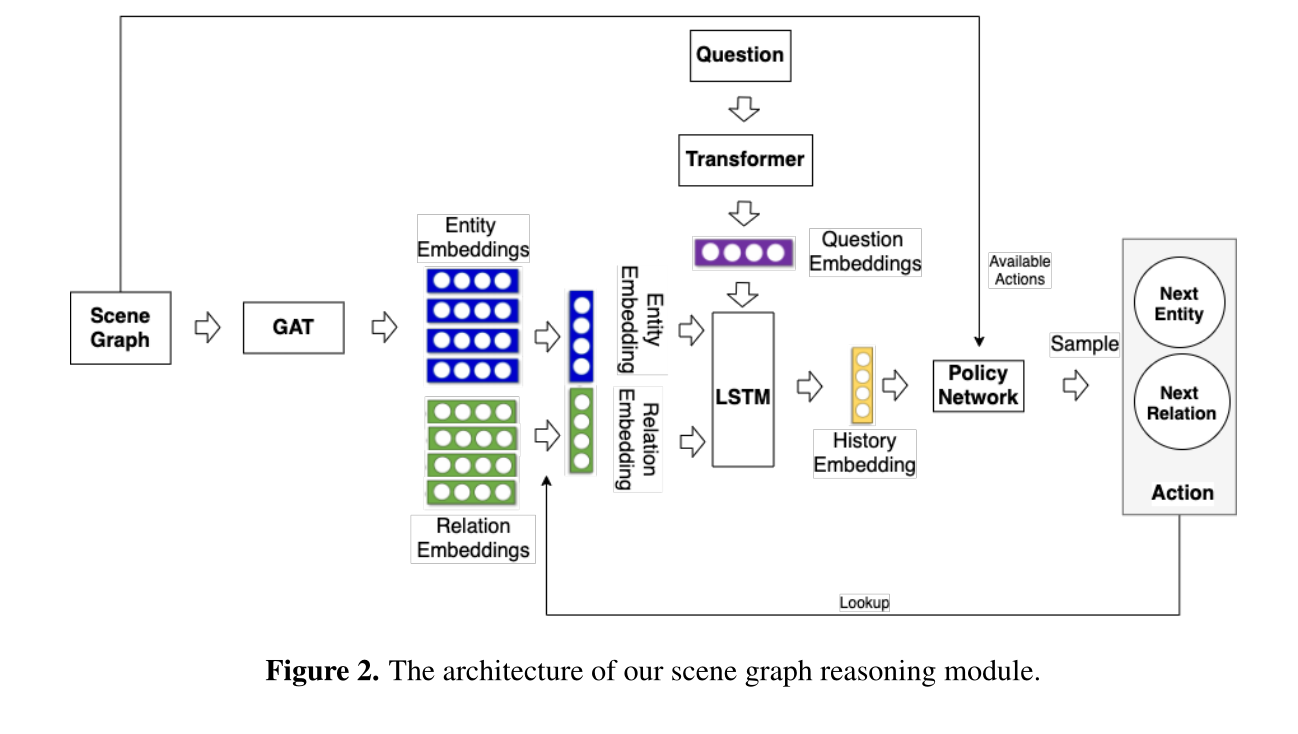 Question
Transformer
Entity
Embeddings
Question
Embeddings
Available
Actions
Scene
Graph
GAT
Entity
Embedding
Relation
Embedding
LSTM
Policy
Network
Sample
Next
Entity
Next
Relation
Action
History
Embedding
Relation
Embeddings
Lookup
Figure 2. The architecture of our scene graph reasoning module.